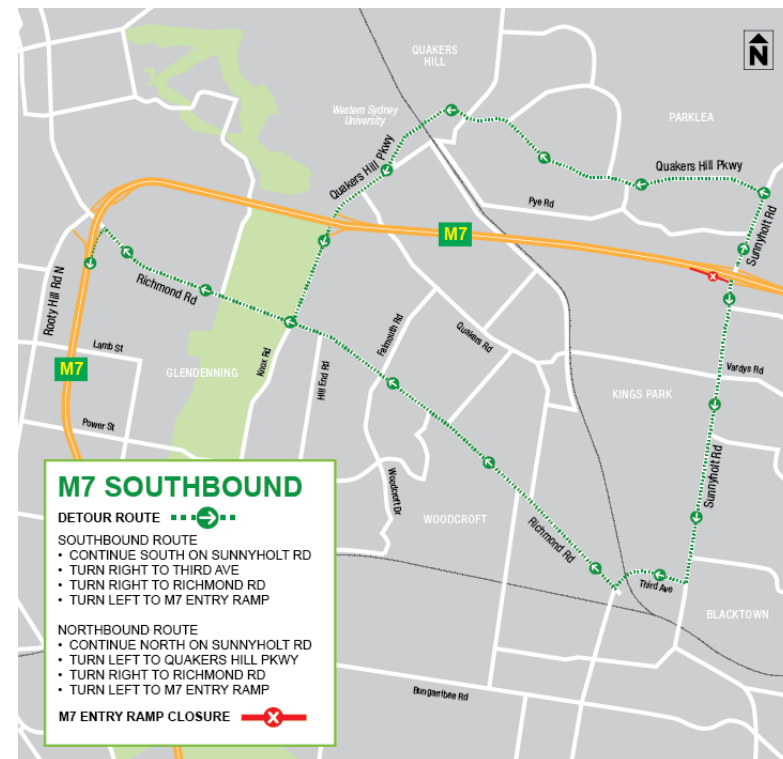 N
QUAKERS
HILL
PARKLEA
Western Sydney
University
Quakers Hill Pkwy
Quakers Hill Pkwy
Pye Rd
Sunnyholt Rd
M7
Richmond Rd
Rooty Hill Rd N
Lamb St
M7
GLENDENNING
Knox Rd
Hill End Rd
Falmouth Rd
Quakers Rd
Vardys Rd
KINGS PARK
Power St
Sunnyholt Rd
Woodcroft Dr
WOODCROFT
Richmond Rd
Third Ave
BLACKTOWN
Bungarribee Rd
M7 SOUTHBOUND
DETOUR ROUTE
SOUTHBOUND ROUTE
• CONTINUE SOUTH ON SUNNYHOLT RD
• TURN RIGHT TO THIRD AVE
• TURN RIGHT TO RICHMOND RD
• TURN LEFT TO M7 ENTRY RAMP
NORTHBOUND ROUTE
• CONTINUE NORTH ON SUNNYHOLT RD
• TURN LEFT TO QUAKERS HILL PKWY
• TURN RIGHT TO RICHMOND RD
• TURN LEFT TO M7 ENTRY RAMP
M7 ENTRY RAMP CLOSURE